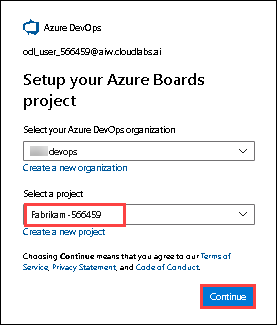 Azure DevOps
odl_user_566459@aiw.cloudlabs.ai
Setup your Azure Boards
project
Select your Azure DevOps organization
devops
Create a new organization
Select a project
Fabrikam -566459
Create a new project
Choosing Continue means that you agree to our Terms of
Service, Privacy Statement, and Code of Conduct.
Continue